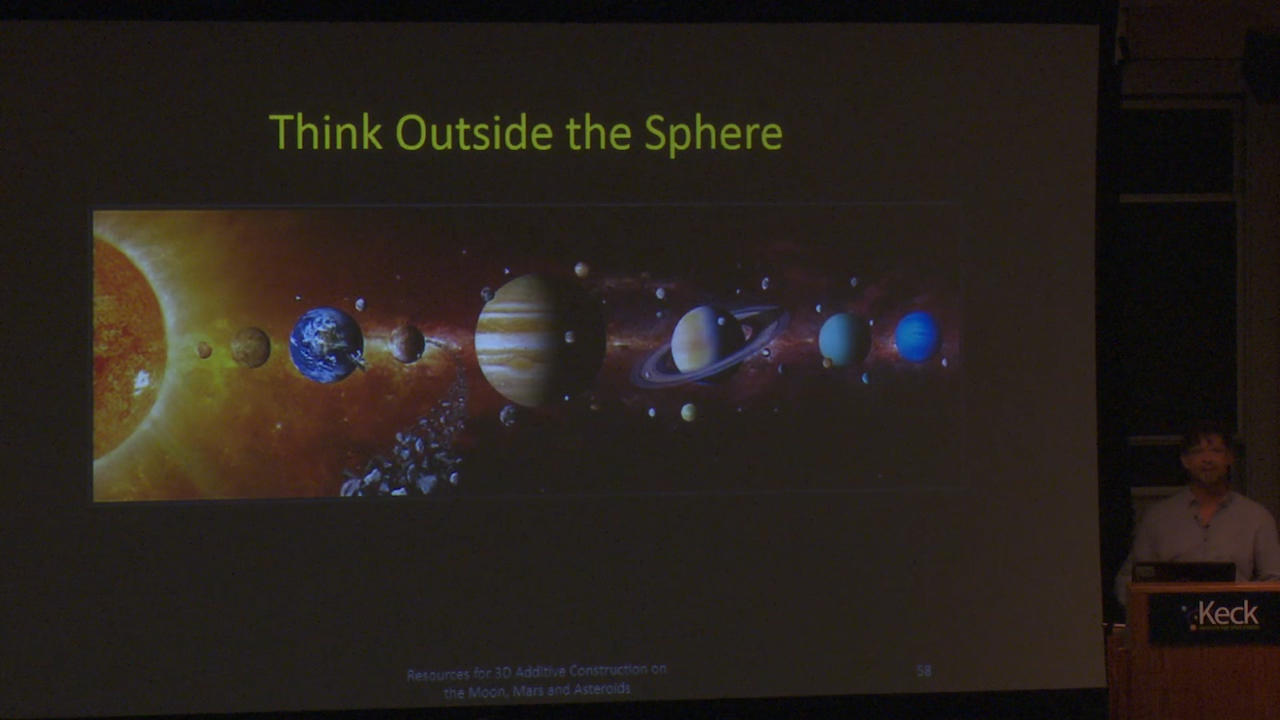 Think Outside the Sphere
Resources for 3D Additive Construction on
the Moon, Mars and Asteroids
58
Keck